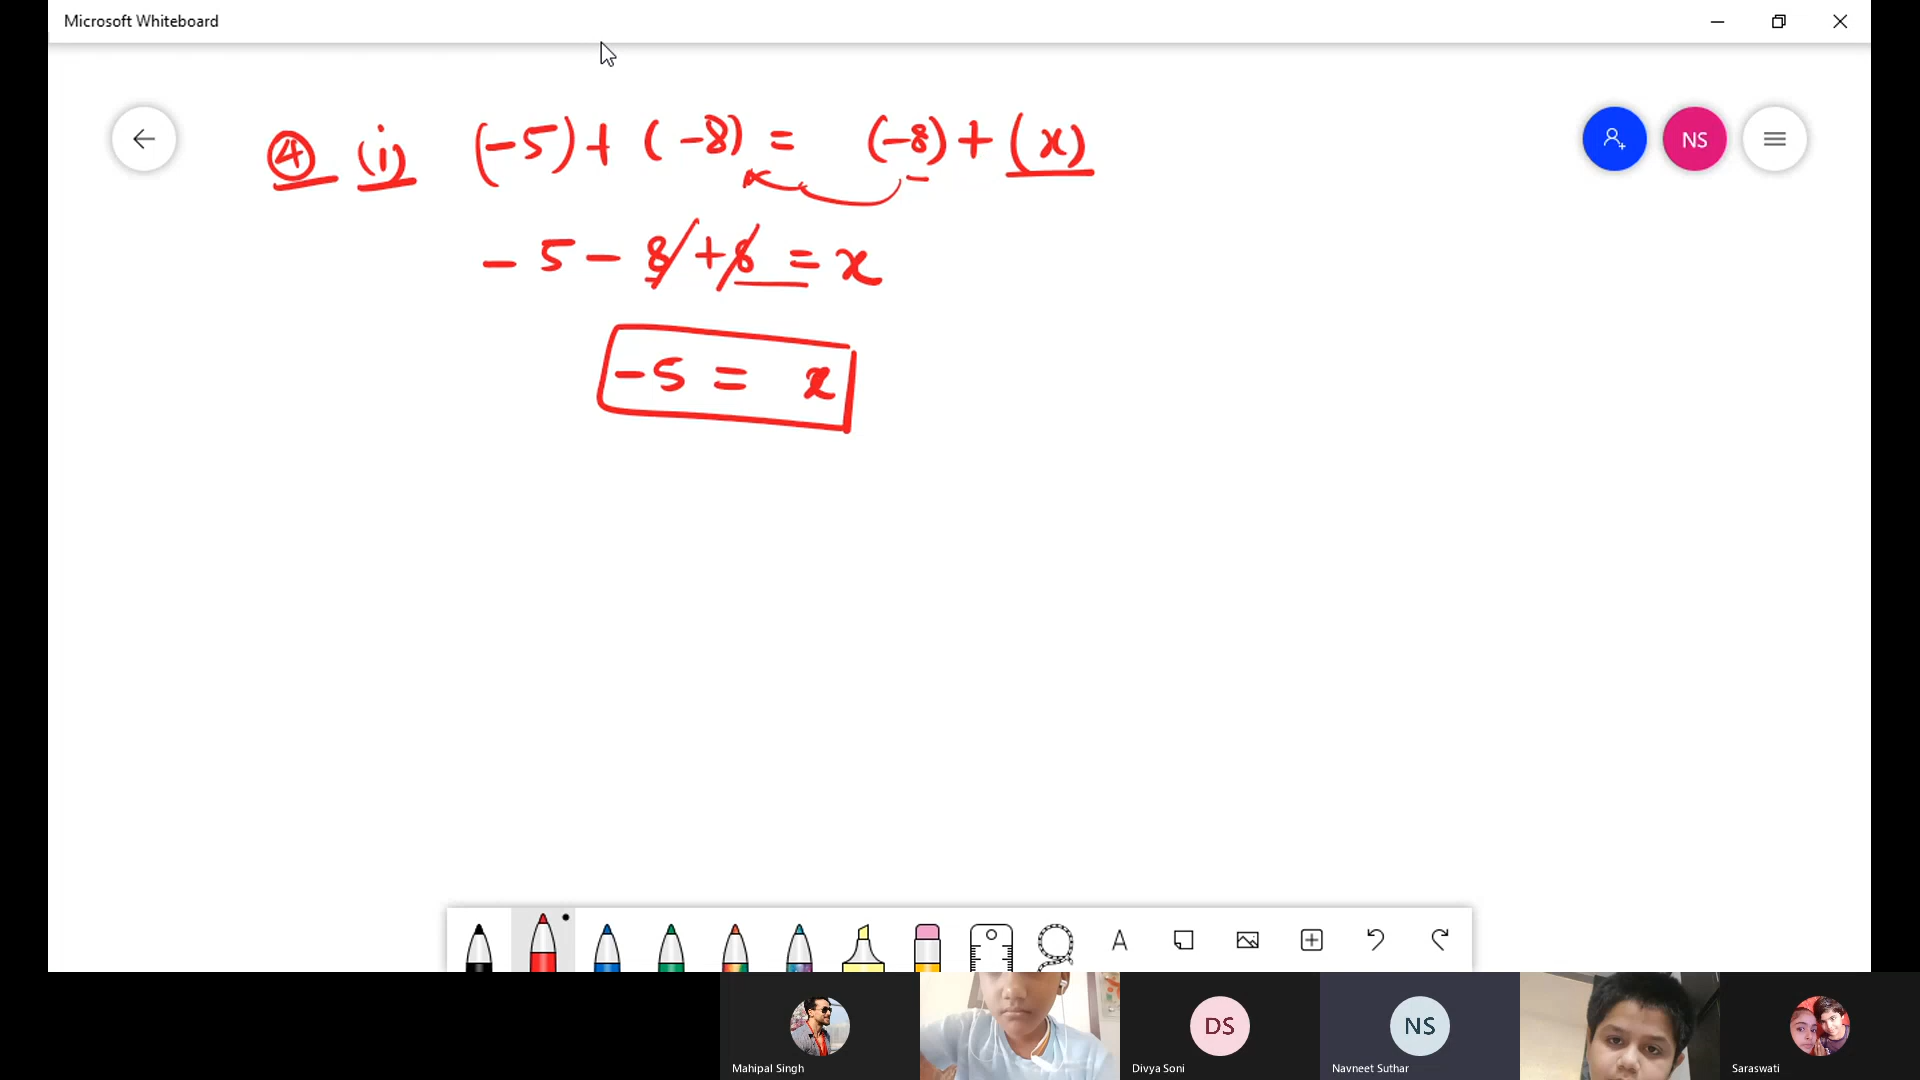 Microsoft Whiteboard
④ (i) (-5)+(-8) = (-8)+(x)
NS
-5-8+8=x
-5 = x
A
DS
NS
Mahipal Singh
Divya Soni
Navneet Suthar
Saraswati